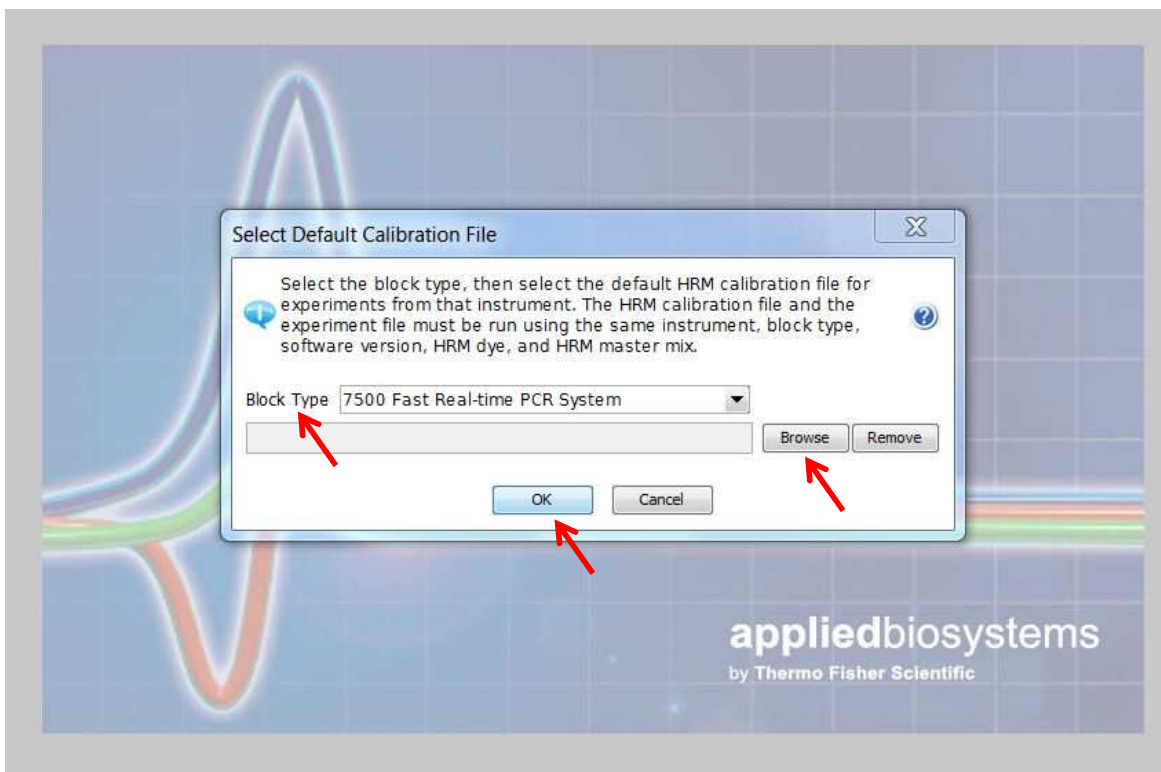 Select Default Calibration File
Select the block type, then select the default HRM calibration file for
experiments from that instrument. The HRM calibration file and the
experiment file must be run using the same instrument, block type,
software version, HRM dye, and HRM master mix.
Block Type 7500 Fast Real-time PCR System
Browse Remove
OK Cancel
appliedbiosystems
by Thermo Fisher Scientific